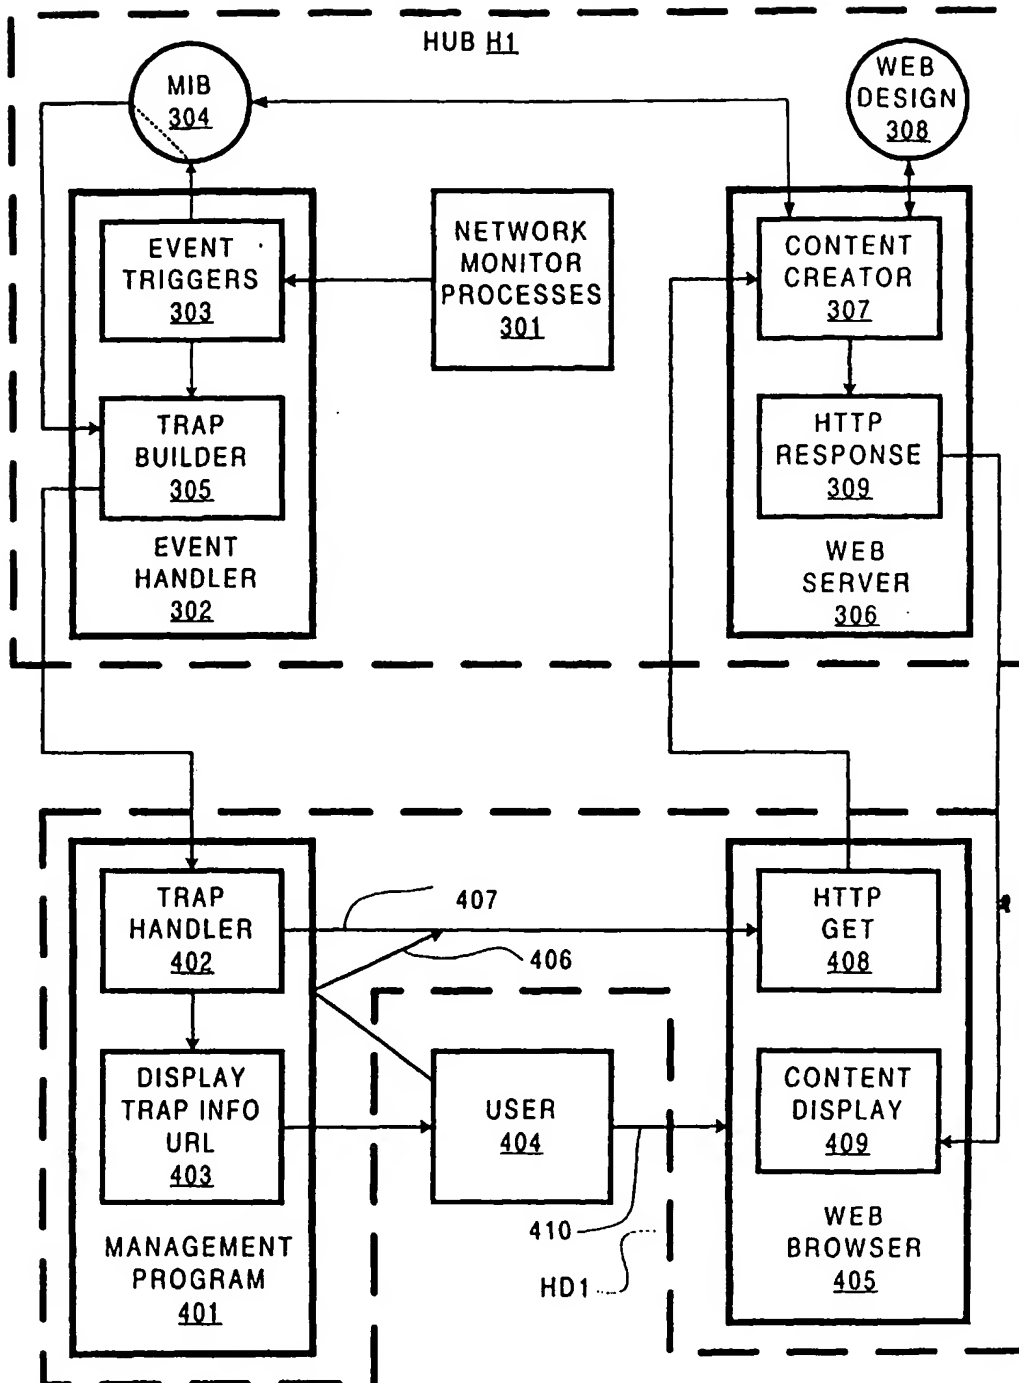 HUB H1
MIB
304
WEB
DESIGN
308
EVENT
TRIGGERS
303
NETWORK
MONITOR
PROCESSES
301
CONTENT
CREATOR
307
TRAP
BUILDER
305
HTTP
RESPONSE
309
EVENT
HANDLER
302
WEB
SERVER
306
TRAP
HANDLER
402
407
406
HTTP
GET
408
DISPLAY
TRAP INFO
URL
403
USER
404
CONTENT
DISPLAY
409
410
HD1
MANAGEMENT
PROGRAM
401
WEB
BROWSER
405